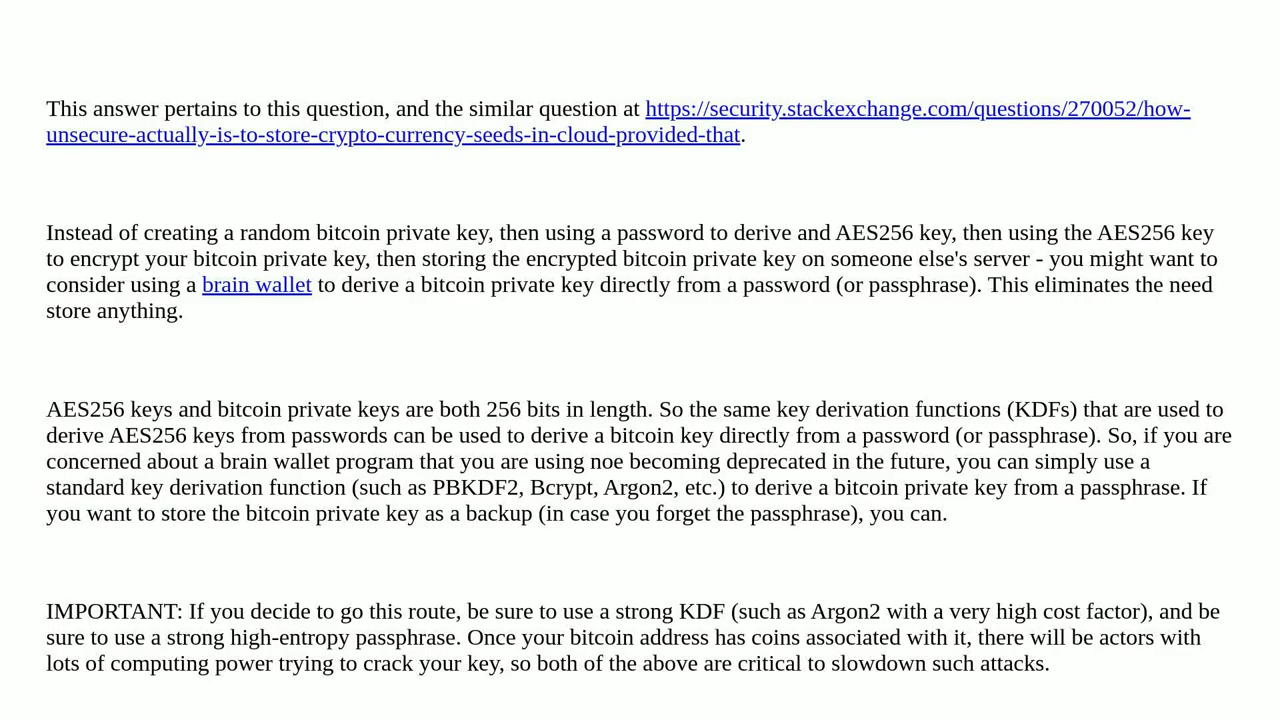 This answer pertains to this question, and the similar question at https://security.stackexchange.com/questions/270052/how-
unsecure-actually-is-to-store-crypto-currency-seeds-in-cloud-provided-that.
Instead of creating a random bitcoin private key, then using a password to derive and AES256 key, then using the AES256 key
to encrypt your bitcoin private key, then storing the encrypted bitcoin private key on someone else's server - you might want to
consider using a brain wallet to derive a bitcoin private key directly from a password (or passphrase). This eliminates the need
store anything.
AES256 keys and bitcoin private keys are both 256 bits in length. So the same key derivation functions (KDFs) that are used to
derive AES256 keys from passwords can be used to derive a bitcoin key directly from a password (or passphrase). So, if you are
concerned about a brain wallet program that you are using noe becoming deprecated in the future, you can simply use a
standard key derivation function (such as PBKDF2, Bcrypt, Argon2, etc.) to derive a bitcoin private key from a passphrase. If
you want to store the bitcoin private key as a backup (in case you forget the passphrase), you can.
IMPORTANT: If you decide to go this route, be sure to use a strong KDF (such as Argon2 with a very high cost factor), and be
sure to use a strong high-entropy passphrase. Once your bitcoin address has coins associated with it, there will be actors with
lots of computing power trying to crack your key, so both of the above are critical to slowdown such attacks.